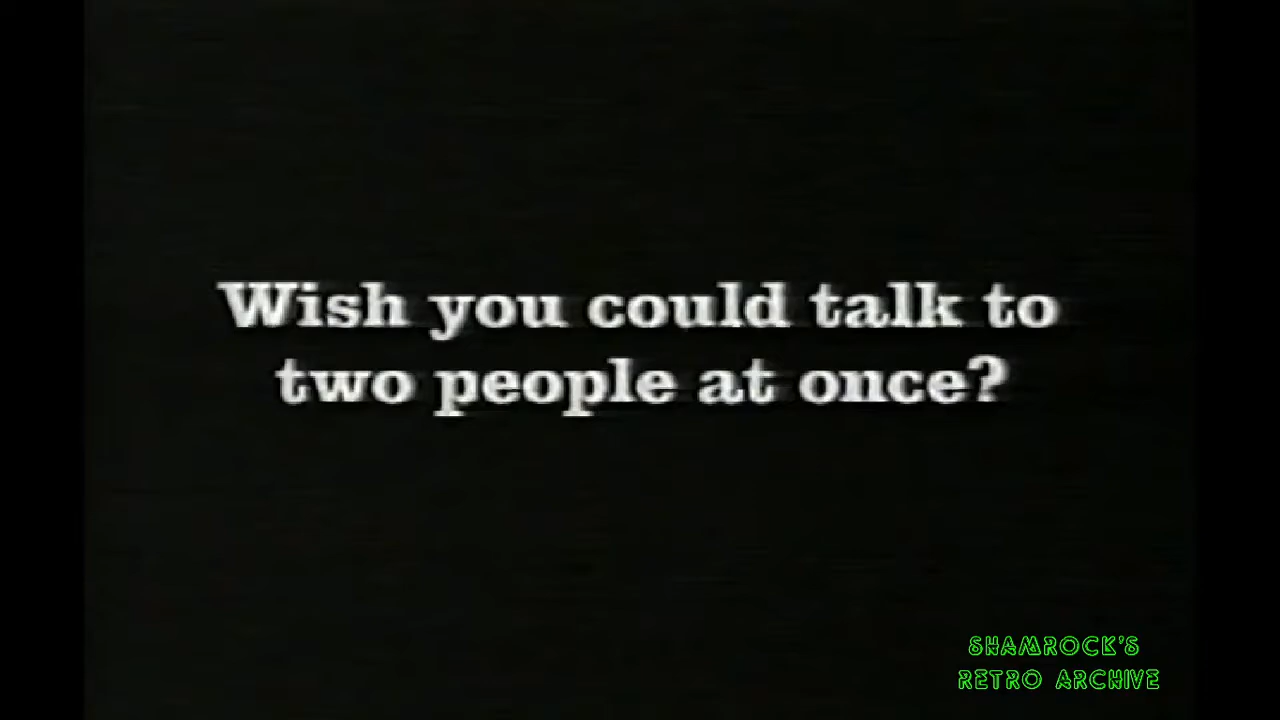 Wish you could talk to
two people at once?
SHAMROCK'S
RETRO ARCHIVE